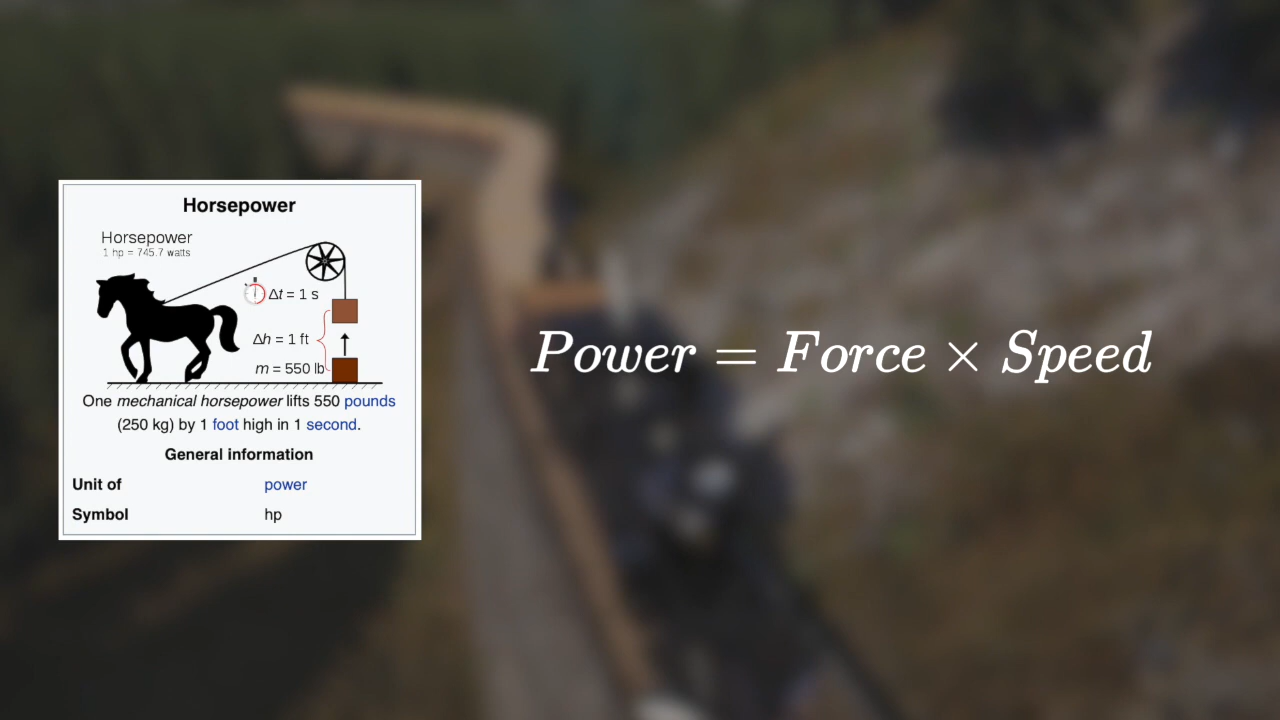 Horsepower
Horsepower
1 hp = 745.7 watts
Δt = 1 s
Δh = 1 ft
m = 550 lb
One mechanical horsepower lifts 550 pounds
(250 kg) by 1 foot high in 1 second.
General information
Unit of power
Symbol hp
Power = Force × Speed